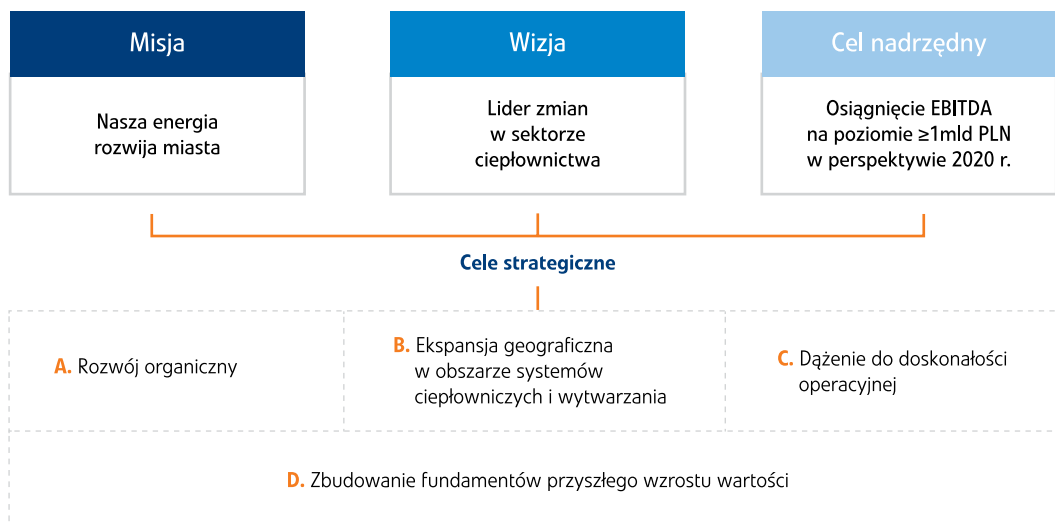 Misja
Nasza energia
rozwija miasta
Wizja
Lider zmian
w sektorze
ciepłownictwa
Cel nadrzędny
Osiągnięcie EBITDA
na poziomie ≥1mld PLN
w perspektywie 2020 r.
Cele strategiczne
A. Rozwój organiczny
B. Ekspansja geograficzna
w obszarze systemów
ciepłowniczych i wytwarzania
C. Dążenie do doskonałości
operacyjnej
D. Zbudowanie fundamentów przyszłego wzrostu wartości